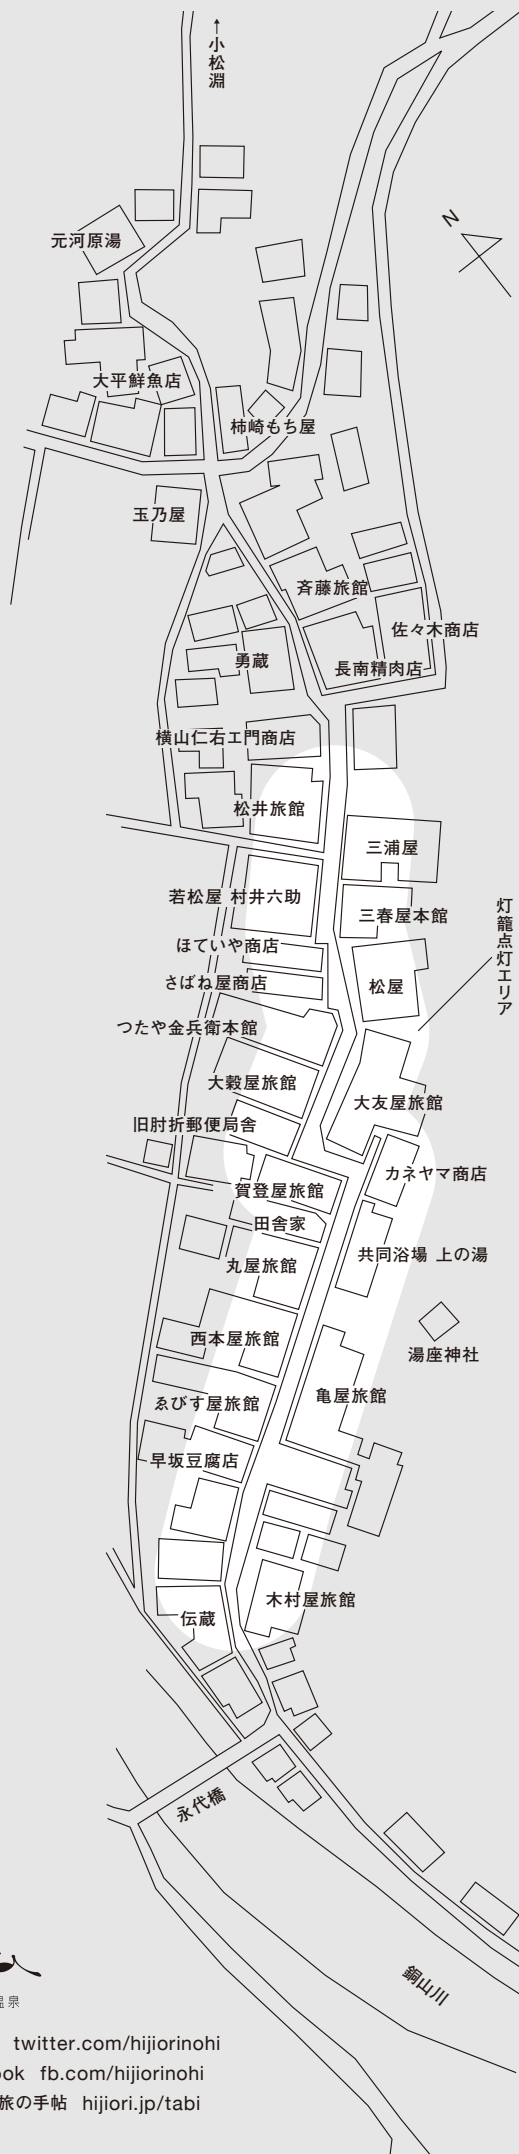 ↑小松淵
N
元河原湯
大平鮮魚店
柿崎もち屋
玉乃屋
斉藤旅館
佐々木商店
勇蔵
長南精肉店
横山仁右エ門商店
松井旅館
三浦屋
若松屋 村井六助
三春屋本館
灯籠点灯エリア
ほていや商店
さばね屋商店
松屋
つたや金兵衛本館
大穀屋旅館
大友屋旅館
旧肘折郵便局舎
カネヤマ商店
賀登屋旅館
田舎家
共同浴場 上の湯
丸屋旅館
西本屋旅館
湯座神社
ゑびす屋旅館
亀屋旅館
早坂豆腐店
木村屋旅館
伝蔵
永代橋
銅山川
温泉
twitter.com/hijiorinohi
ook fb.com/hijiorinohi
旅の手帖 hijiori.jp/tabi